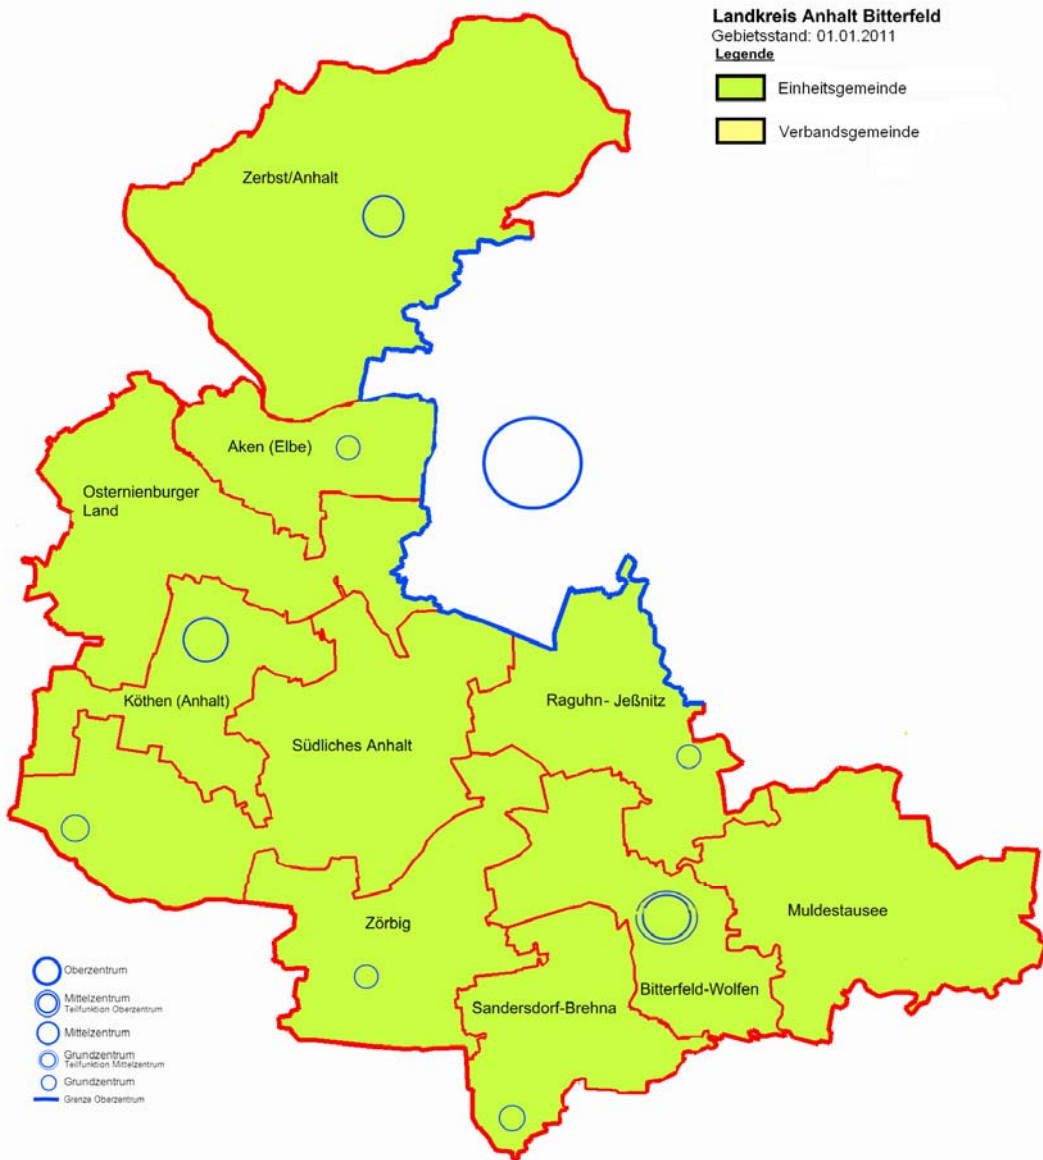 Landkreis Anhalt Bitterfeld
Gebietsstand: 01.01.2011
Legende
Einheitsgemeinde
Verbandsgemeinde
Zerbst/Anhalt
Aken (Elbe)
Osternienburger
Land
Köthen (Anhalt)
Raguhn- Jeßnitz
Südliches Anhalt
Muldestausee
Zörbig
Bitterfeld-Wolfen
Sandersdorf-Brehna
Oberzentrum
Mittelzentrum
Teilfunktion Oberzentrum
Mittelzentrum
Grundzentrum
Teilfunktion Mittelzentrum
Grundzentrum
Grenze Oberzentrum